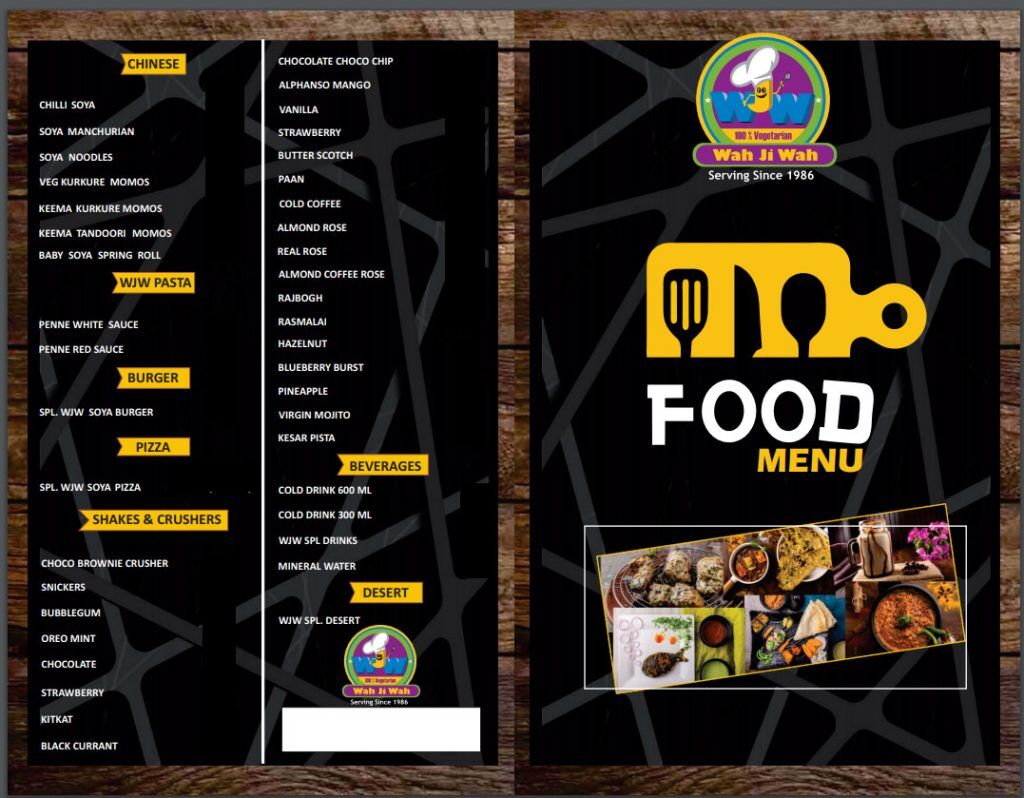 CHINESE
CHILLI SOYA
SOYA MANCHURIAN
SOYA NOODLES
VEG KURKURE MOMOS
KEEMA KURKURE MOMOS
KEEMA TANDOORI MOMOS
BABY SOYA SPRING ROLL
WJW PASTA
PENNE WHITE SAUCE
PENNE RED SAUCE
BURGER
SPL. WJW SOYA BURGER
PIZZA
SPL. WJW SOYA PIZZA
SHAKES & CRUSHERS
CHOCO BROWNIE CRUSHER
SNICKERS
BUBBLEGUM
OREO MINT
CHOCOLATE
STRAWBERRY
KITKAT
BLACK CURRANT
CHOCOLATE CHOCO CHIP
ALPHANSO MANGO
VANILLA
STRAWBERRY
BUTTER SCOTCH
PAAN
COLD COFFEE
ALMOND ROSE
REAL ROSE
ALMOND COFFEE ROSE
RAJBOGH
RASMALAI
HAZELNUT
BLUEBERRY BURST
PINEAPPLE
VIRGIN MOJITO
KESAR PISTA
BEVERAGES
COLD DRINK 600 ML
COLD DRINK 300 ML
WJW SPL DRINKS
MINERAL WATER
DESERT
WJW SPL. DESERT
WJW
100 % Vegetarian
Wah Ji Wah
Serving Since 1986
WJW
100 % Vegetarian
Wah Ji Wah
Serving Since 1986
FOOD
MENU